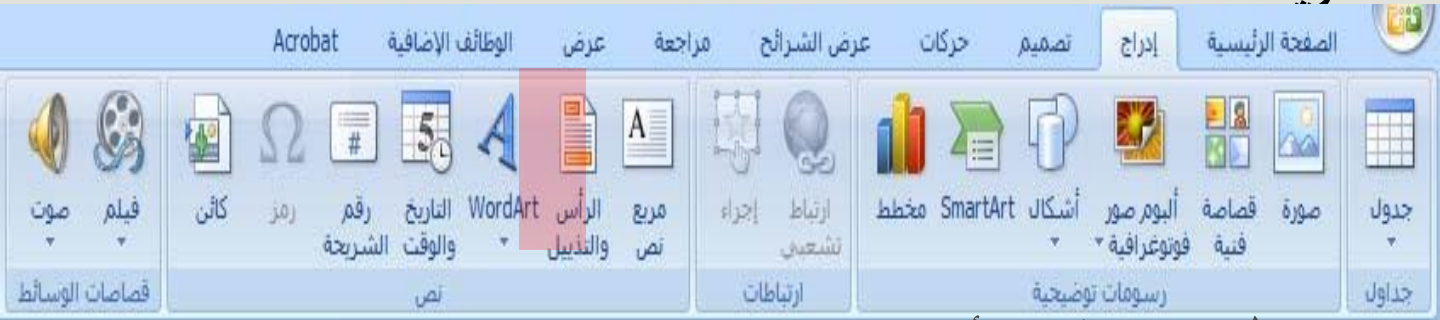 الصفحة الرئيسية إدراج تصميم حركات عرض الشرائح مراجعة عرض الوظائف الإضافية Acrobat
جدول
صورة
قصاصة فنية
ألبوم صور فوتوغرافية
أشكال
SmartArt
مخطط
ارتباط تشعبي
إجراء
A
مربع نص
الرأس والتذييل
WordArt
5
التاريخ والوقت
#
رقم الشريحة
Ω
رمز
كائن
فيلم
صوت
جداول رسومات توضيحية ارتباطات نص قصاصات الوسائط